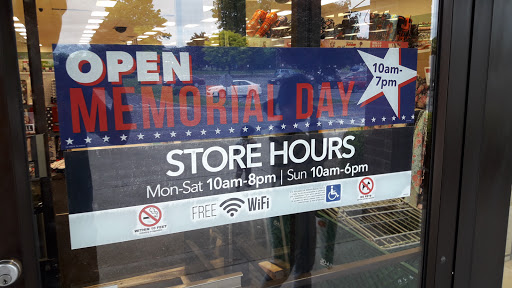 OPEN
MEMORIAL DAY
10am-
7pm
STORE HOURS
Mon-Sat 10am-8pm | Sun 10am-6pm
FREE WiFi